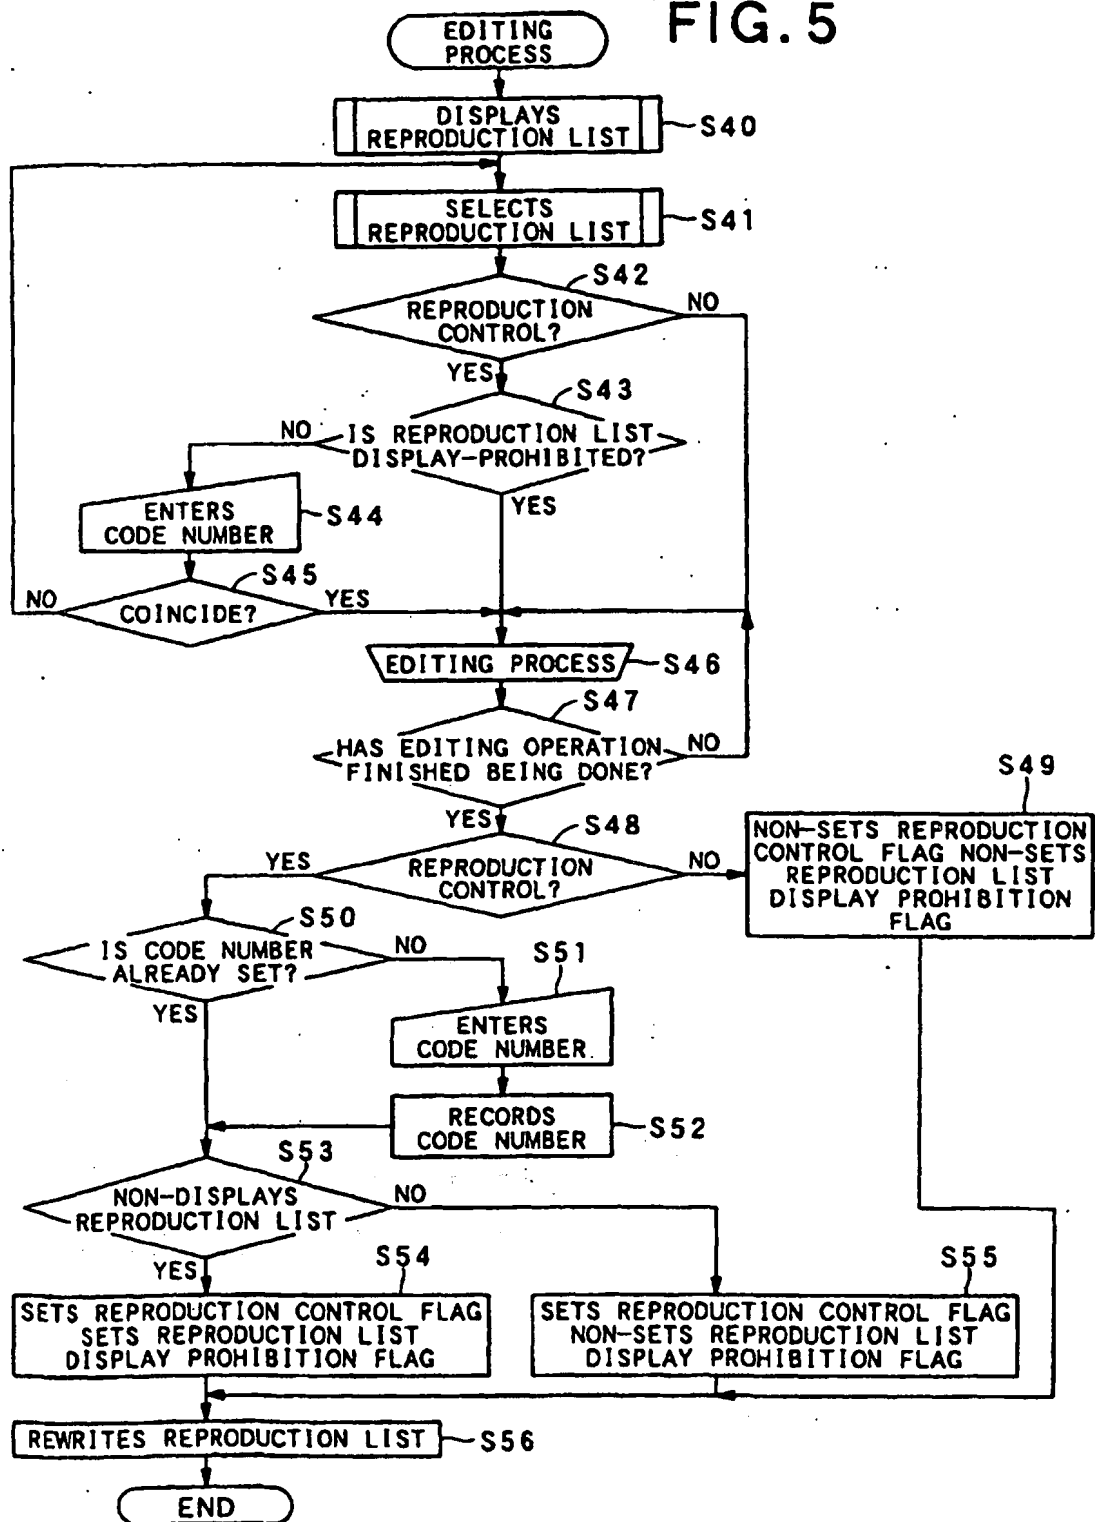 FIG. 5
EDITING
PROCESS
DISPLAYS
REPRODUCTION LIST
S40
SELECTS
REPRODUCTION LIST
S41
S42
REPRODUCTION
CONTROL?
NO
YES
S43
IS REPRODUCTION LIST
DISPLAY-PROHIBITED?
NO
YES
ENTERS
CODE NUMBER
S44
S45
COINCIDE?
NO
YES
EDITING PROCESS
S46
S47
HAS EDITING OPERATION
FINISHED BEING DONE?
NO
YES
S48
REPRODUCTION
CONTROL?
YES
NO
S49
NON-SETS REPRODUCTION
CONTROL FLAG NON-SETS
REPRODUCTION LIST
DISPLAY PROHIBITION
FLAG
S50
IS CODE NUMBER
ALREADY SET?
NO
YES
S51
ENTERS
CODE NUMBER
RECORDS
CODE NUMBER
S52
S53
NON-DISPLAYS
REPRODUCTION LIST
NO
YES
S54
SETS REPRODUCTION CONTROL FLAG
SETS REPRODUCTION LIST
DISPLAY PROHIBITION FLAG
S55
SETS REPRODUCTION CONTROL FLAG
NON-SETS REPRODUCTION LIST
DISPLAY PROHIBITION FLAG
REWRITES REPRODUCTION LIST
S56
END